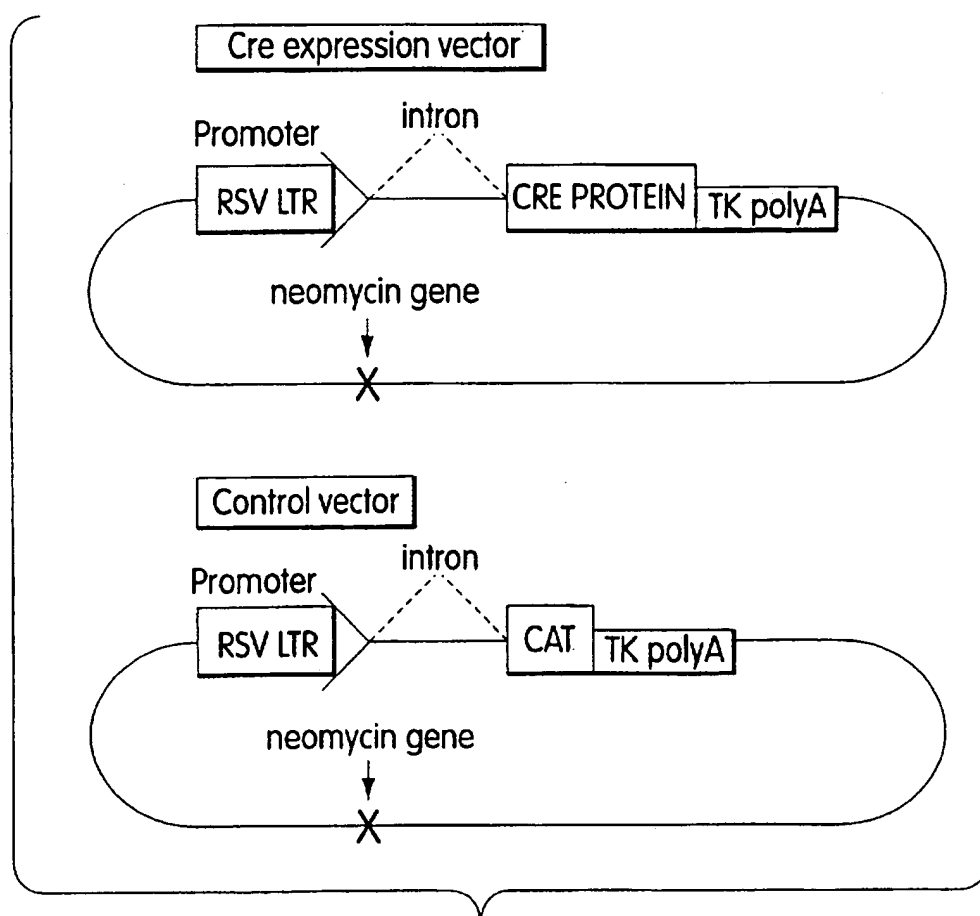 Cre expression vector
intron
Promoter
RSV LTR
CRE PROTEIN
TK polyA
neomycin gene
X
Control vector
intron
Promoter
RSV LTR
CAT
TK polyA
neomycin gene
X